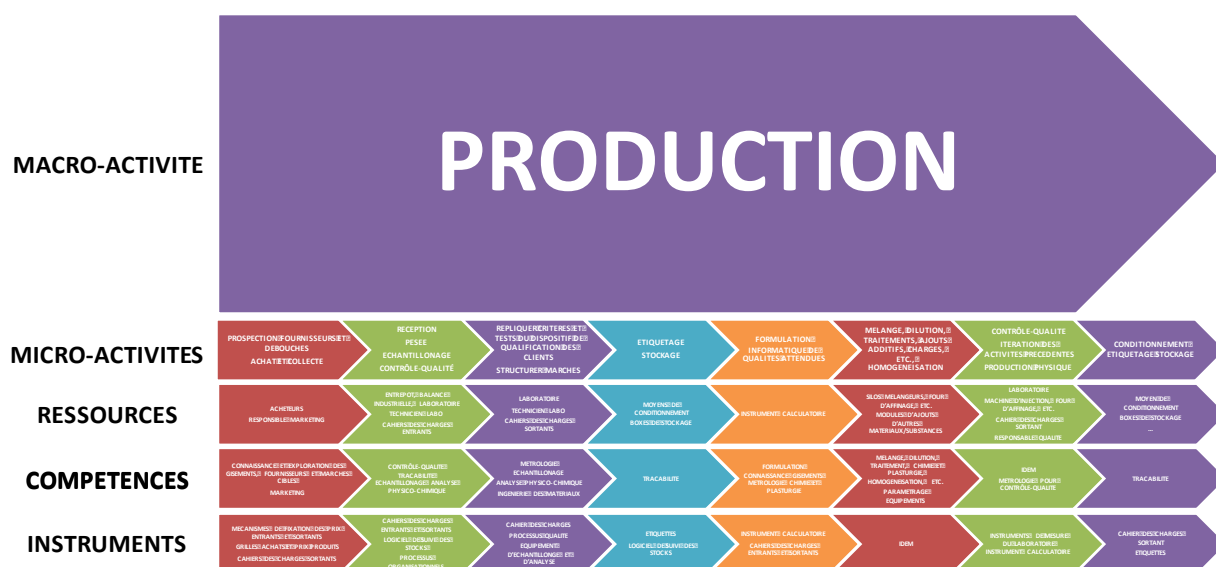 MACRO-ACTIVITE
PRODUCTION
MICRO-ACTIVITES
PROSPECTION FOURNISSEURS ET
DEBOUCHES
ACHAT ET COLLECTE
RECEPTION
PESEE
ECHANTILLONAGE
CONTRÔLE-QUALITÉ
REPLIQUER CRITERES ET
TESTS DU DISPOSITIF DE
QUALIFICATION DES
CLIENTS
STRUCTURER MARCHES
ETIQUETAGE
STOCKAGE
FORMULATION
INFORMATIQUE DE
QUALITES ATTENDUES
MELANGE, DILUTION,
TRAITEMENTS, AJOUTS
ADDITIFS, CHARGES,
ETC.,
HOMOGENEISATION
CONTRÔLE-QUALITE
ITERATION DES
ACTIVITES PRECEDENTES
PRODUCTION PHYSIQUE
CONDITIONNEMENT
ETIQUETAGE STOCKAGE
RESSOURCES
ACHETEURS
RESPONSIBLE MARKETING
ENTREPOT, BALANCE
INDUSTRIELLE, LABORATOIRE
TECHNICIEN LABO
CAHIERS DES CHARGES
ENTRANTS
LABORATOIRE
TECHNICIEN LABO
CAHIERS DES CHARGES
SORTANTS
MOYENS DE
CONDITIONNEMENT
BOXES DE STOCKAGE
INSTRUMENT CALCULATOIRE
SILOS MELANGEURS, FOUR
D'AFFINAGE, ETC.
MODULES D'AJOUTS
D'AUTRES
MATERIAUX/SUBSTANCES
LABORATOIRE
MACHINE D'INJECTION, FOUR
D'AFFINAGE, ETC.
CAHIERS DES CHARGES
SORTANT
RESPONSABLE QUALITE
MOYEN DE
CONDITIONNEMENT
BOXES DE STOCKAGE
...
COMPETENCES
CONNAISSANCE ET EXPLORATION DES
GISEMENTS, FOURNISSEURS ET MARCHES
CIBLES
MARKETING
CONTRÔLE-QUALITE
TRACABILITE
ECHANTILLONAGE ANALYSE
PHYSICO-CHIMIQUE
METROLOGIE
ECHANTILLONAGE
ANALYSE PHYSICO-CHIMIQUE
INGENIERIE DES MATERIAUX
TRACABILITE
FORMULATION
CONNAISSANCE GISEMENTS
METROLOGIE CHIMIE ET
PLASTURGIE
MELANGE, DILUTION,
TRAITEMENT, CHIMIE ET
PLASTURGIE,
HOMOGENEISATION, ETC.
PARAMETRAGE
EQUIPEMENTS
IDEM
METROLOGIE POUR
CONTRÔLE-QUALITE
TRACABILITE
INSTRUMENTS
MECANISMES DE FIXATION DES PRIX
ENTRANTS ET SORTANTS
GRILLES ACHATS ET PRIX PRODUITS
CAHIERS DES CHARGES SORTANTS
CAHIERS DES CHARGES
ENTRANTS ET SORTANTS
LOGICIEL DE SUIVI DES
STOCKS
PROCESSUS
ORGANISATIONNELS
CAHIER DES CHARGES
PROCESSUS QUALITE
EQUIPEMENT
D'ECHANTILLONGE ET
D'ANALYSE
ETIQUETTES
LOGICIEL DE SUIVI DES
STOCKS
INSTRUMENT CALCULATOIRE
CAHIERS DES CHARGES
ENTRANTS ET SORTANTS
IDEM
INSTRUMENTS DE MESURE
DU LABORATOIRE
INSTRUMENT CALCULATOIRE
CAHIER DES CHARGES
SORTANT
ETIQUETTES